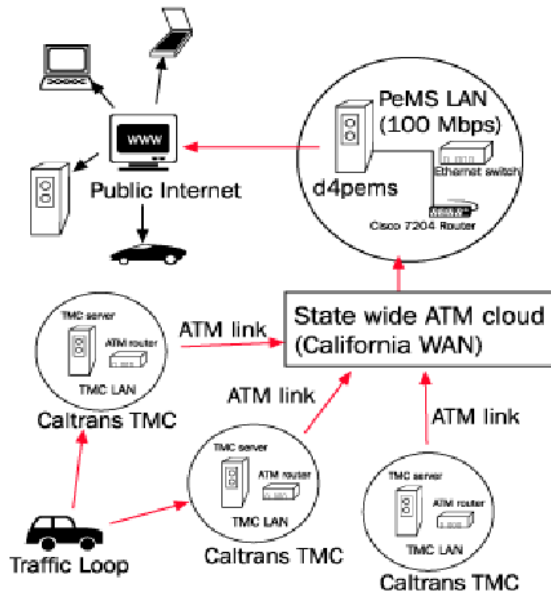 www
Public Internet
PeMS LAN
(100 Mbps)
Ethernet switch
d4pems
Cisco 7204 Router
State wide ATM cloud
(California WAN)
TMC server
ATM router
TMC LAN
Caltrans TMC
ATM link
TMC server
ATM router
TMC LAN
Caltrans TMC
ATM link
TMC server
ATM router
TMC LAN
Caltrans TMC
ATM link
Traffic Loop